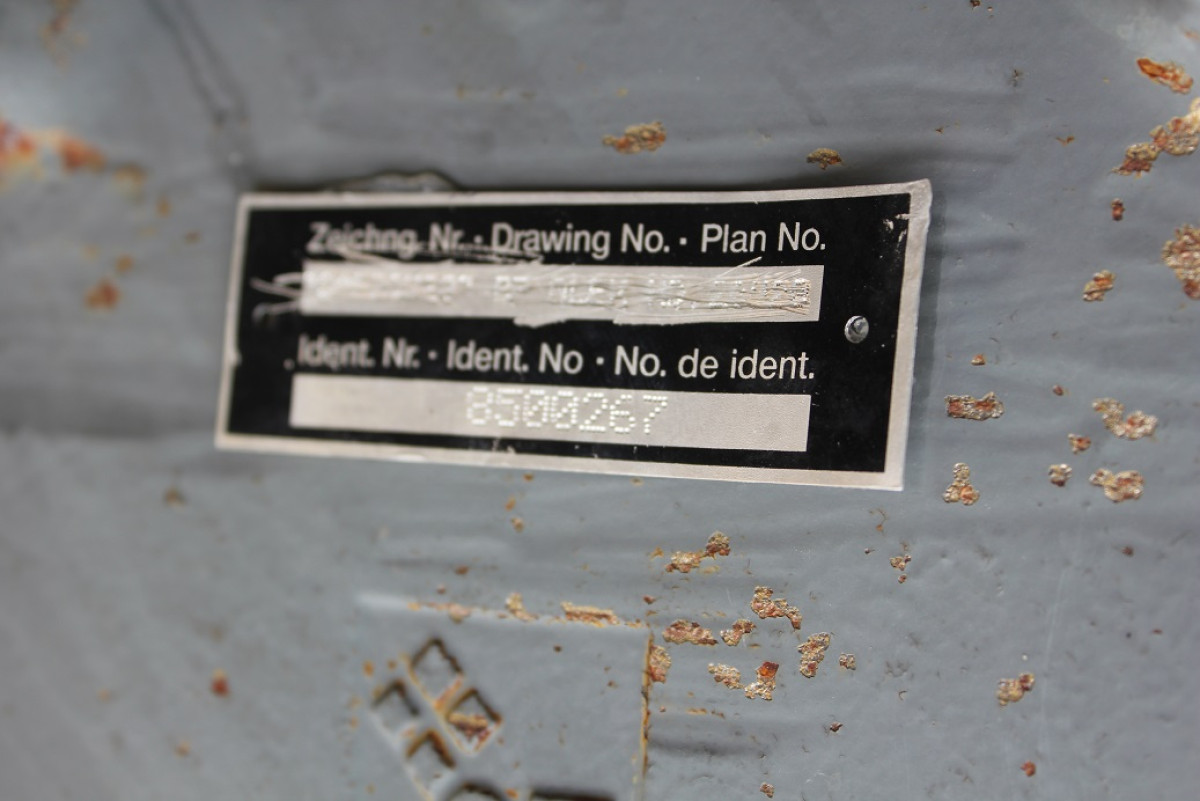 Zeichng. Nr. · Drawing No. · Plan No.
Ident. Nr. · Ident. No · No. de ident.
8500267